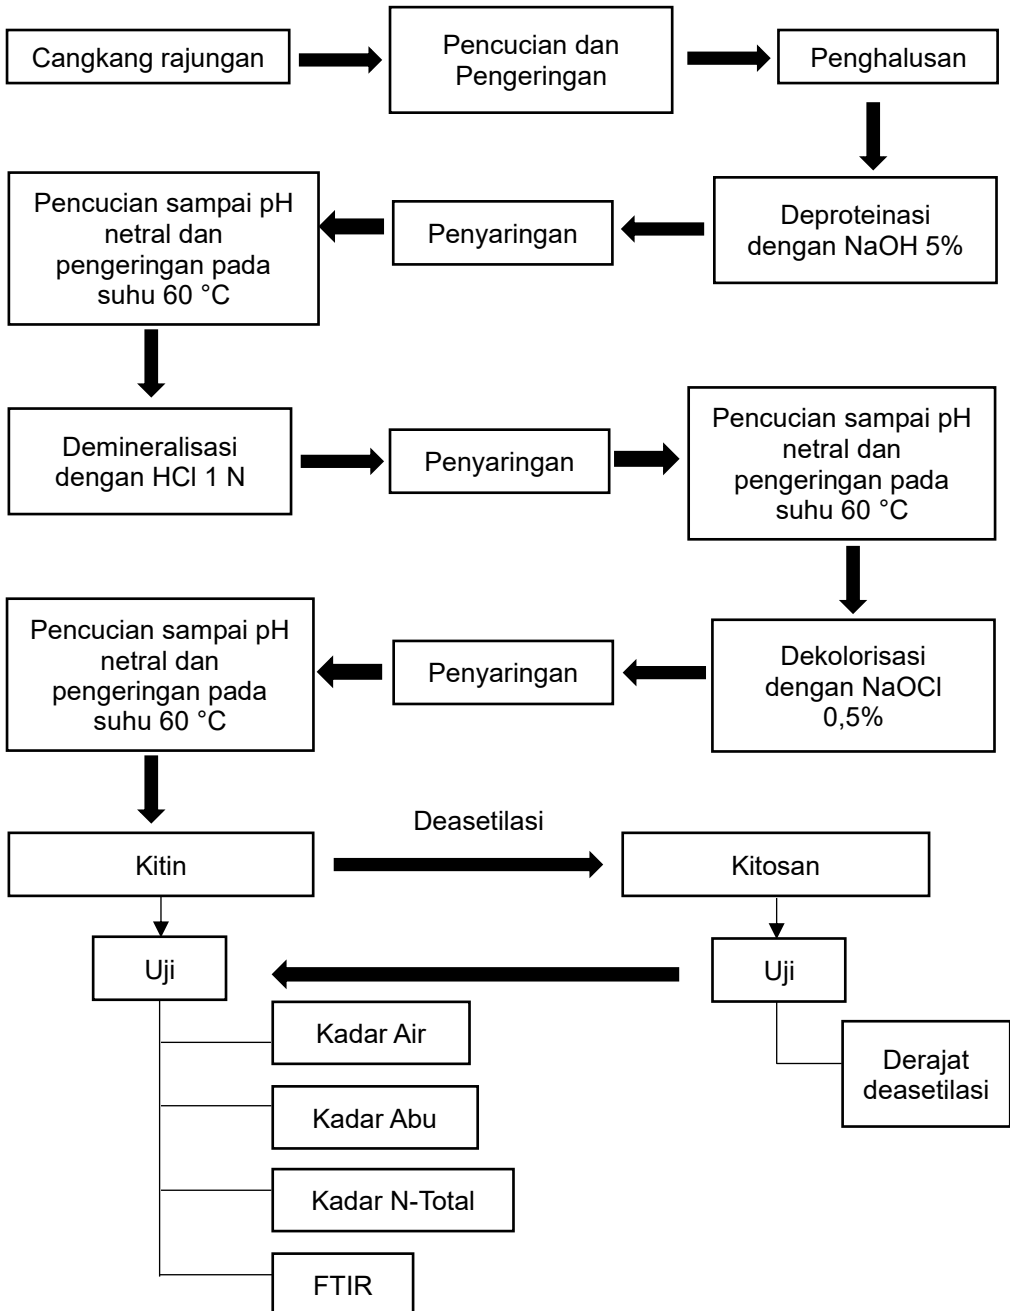 Cangkang rajungan
Pencucian dan
Pengeringan
Penghalusan
Deproteinasi
dengan NaOH 5%
Penyaringan
Pencucian sampai pH
netral dan
pengeringan pada
suhu 60 °C
Demineralisasi
dengan HCl 1 N
Penyaringan
Pencucian sampai pH
netral dan
pengeringan pada
suhu 60 °C
Dekolorisasi
dengan NaOCl
0,5%
Penyaringan
Pencucian sampai pH
netral dan
pengeringan pada
suhu 60 °C
Kitin
Deasetilasi
Kitosan
Uji
Uji
Kadar Air
Kadar Abu
Kadar N-Total
FTIR
Derajat
deasetilasi